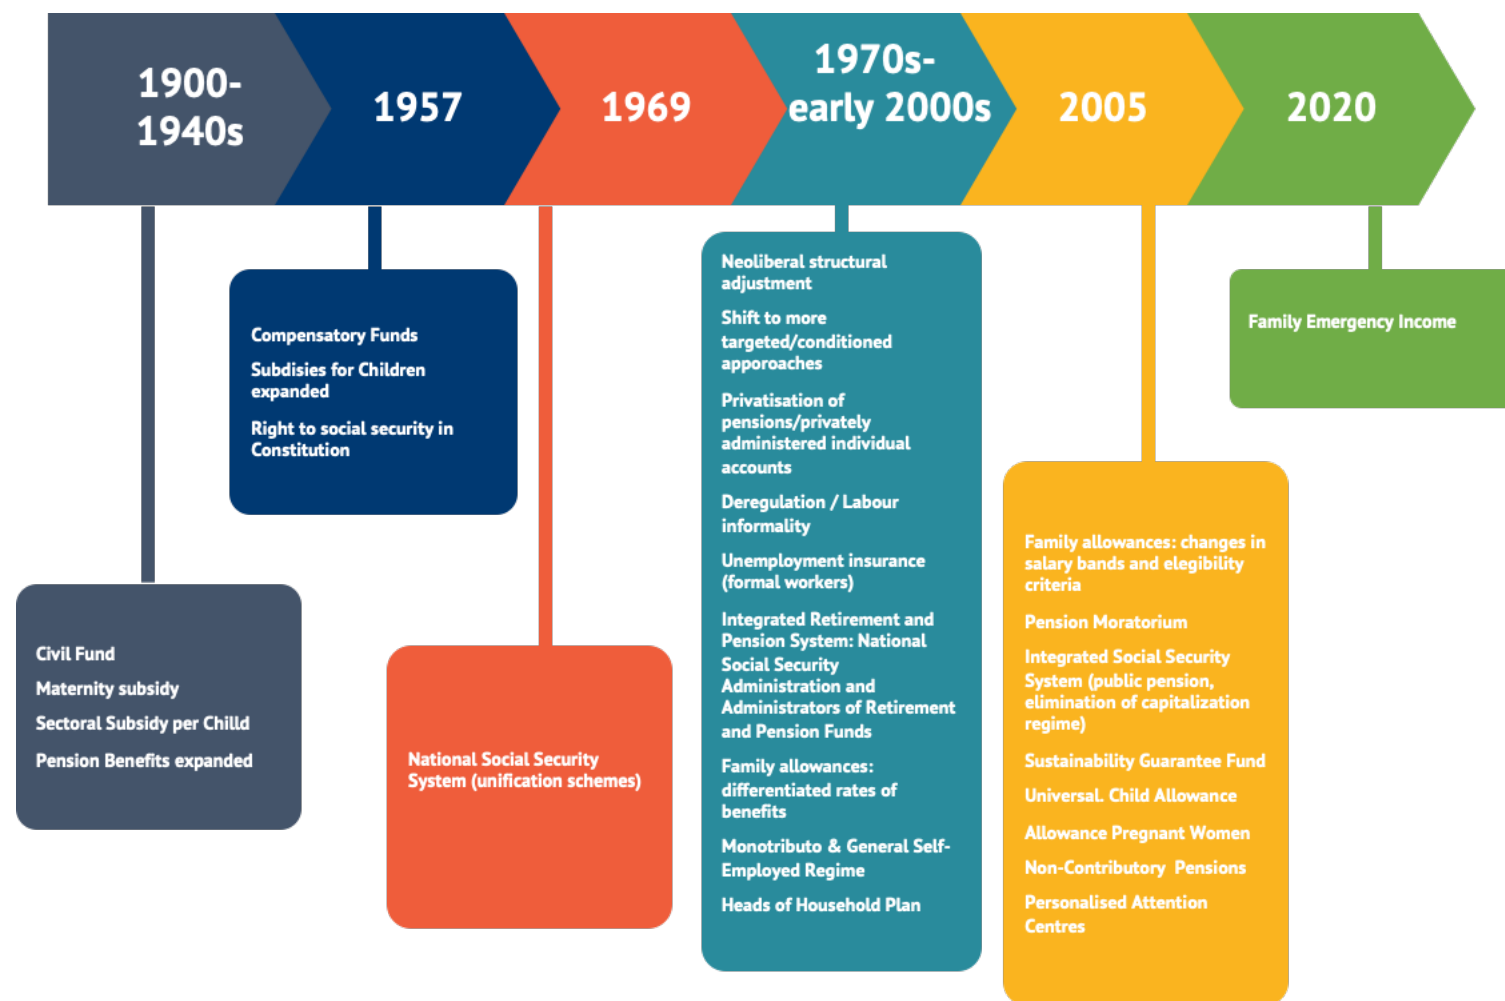 1900-
1940s
1957
1969
1970s-
early 2000s
2005
2020
Civil Fund
Maternity subsidy
Sectoral Subsidy per Chilld
Pension Benefits expanded
Compensatory Funds
Subdisies for Children
expanded
Right to social security in
Constitution
National Social Security
System (unification schemes)
Neoliberal structural
adjustment
Shift to more
targeted/conditioned
apporoaches
Privatisation of
pensions/privately
administered individual
accounts
Deregulation / Labour
informality
Unemployment insurance
(formal workers)
Integrated Retirement and
Pension System: National
Social Security
Administration and
Administrators of Retirement
and Pension Funds
Family allowances:
differentiated rates of
benefits
Monotributo & General Self-
Employed Regime
Heads of Household Plan
Family allowances: changes in
salary bands and elegibility
criteria
Pension Moratorium
Integrated Social Security
System (public pension,
elimination of capitalization
regime)
Sustainability Guarantee Fund
Universal. Child Allowance
Allowance Pregnant Women
Non-Contributory Pensions
Personalised Attention
Centres
Family Emergency Income